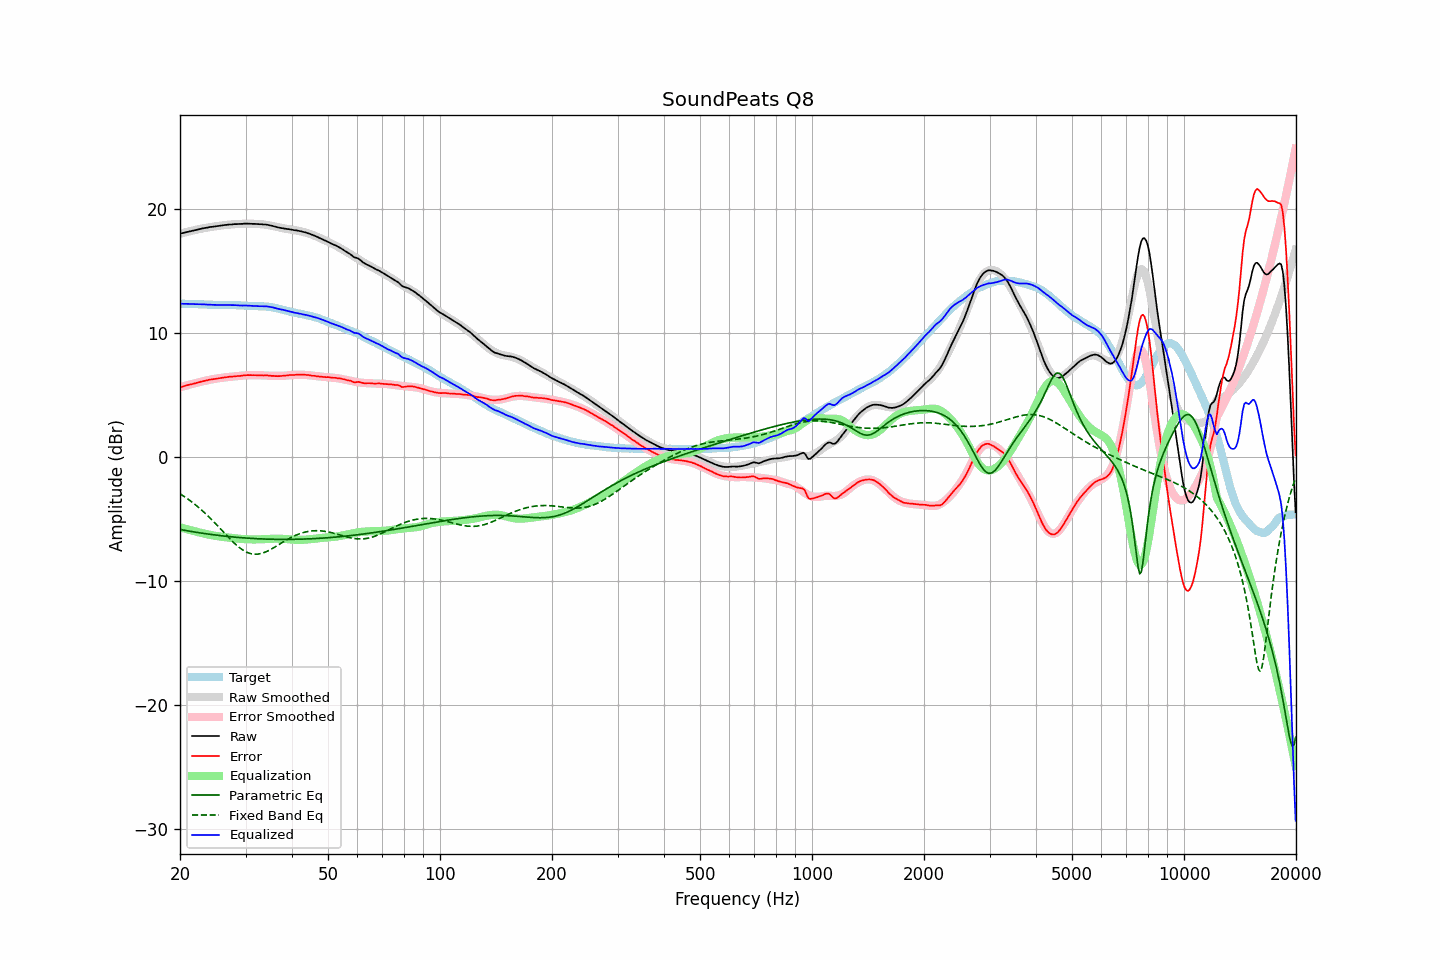 SoundPeats Q8
Amplitude (dBr)
20
10
0
−10
−20
−30
Target
Raw Smoothed
Error Smoothed
Raw
Error
Equalization
Parametric Eq
Fixed Band Eq
Equalized
20 50 100 200 500 1000 2000 5000 10000 20000
Frequency (Hz)